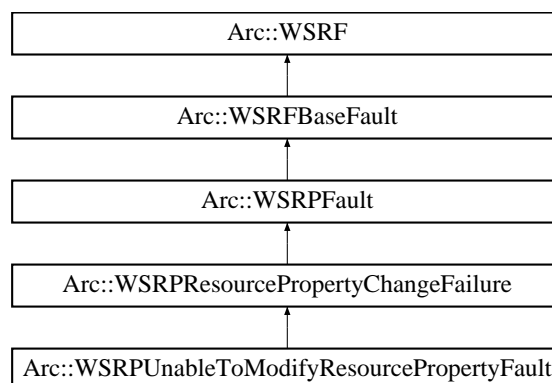 Arc::WSRF
Arc::WSRFBaseFault
Arc::WSRPFault
Arc::WSRPResourcePropertyChangeFailure
Arc::WSRPUnableToModifyResourcePropertyFault